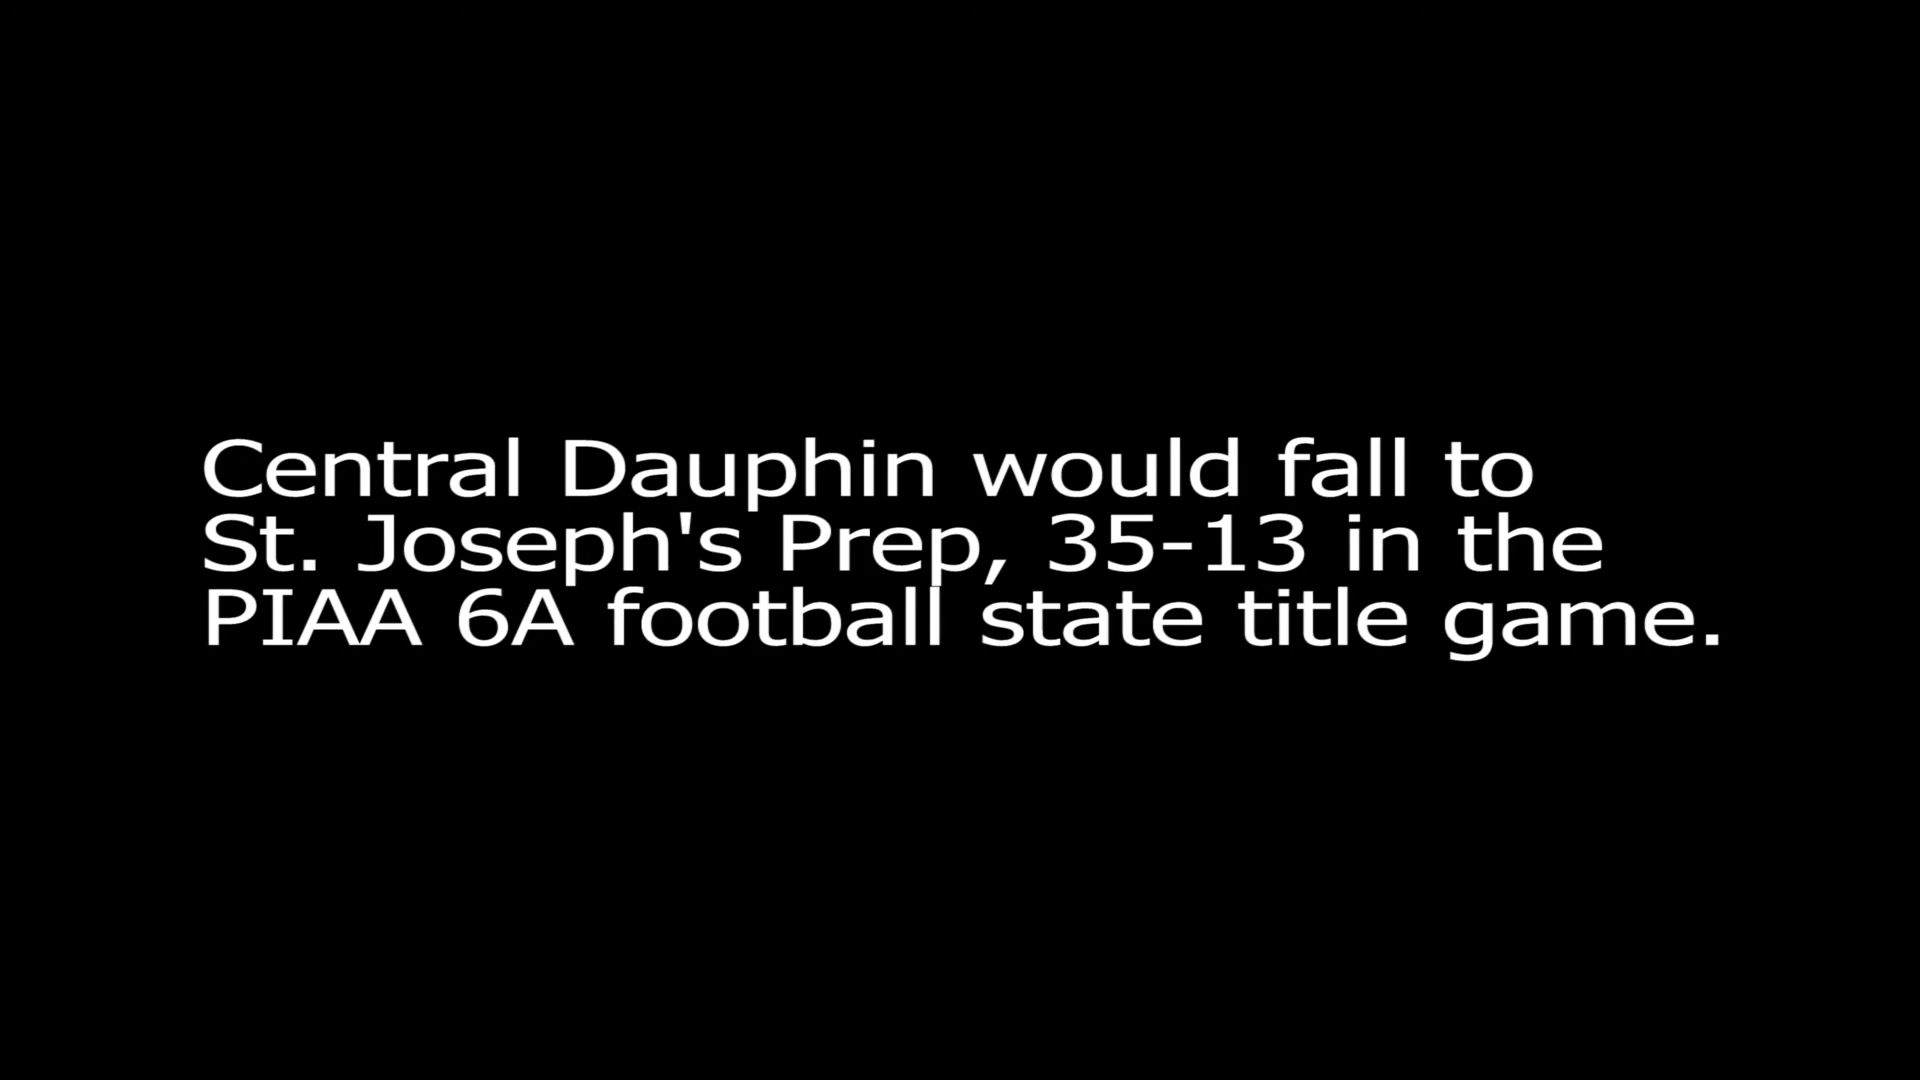 Central Dauphin would fall to
St. Joseph's Prep, 35-13 in the
PIAA 6A football state title game.